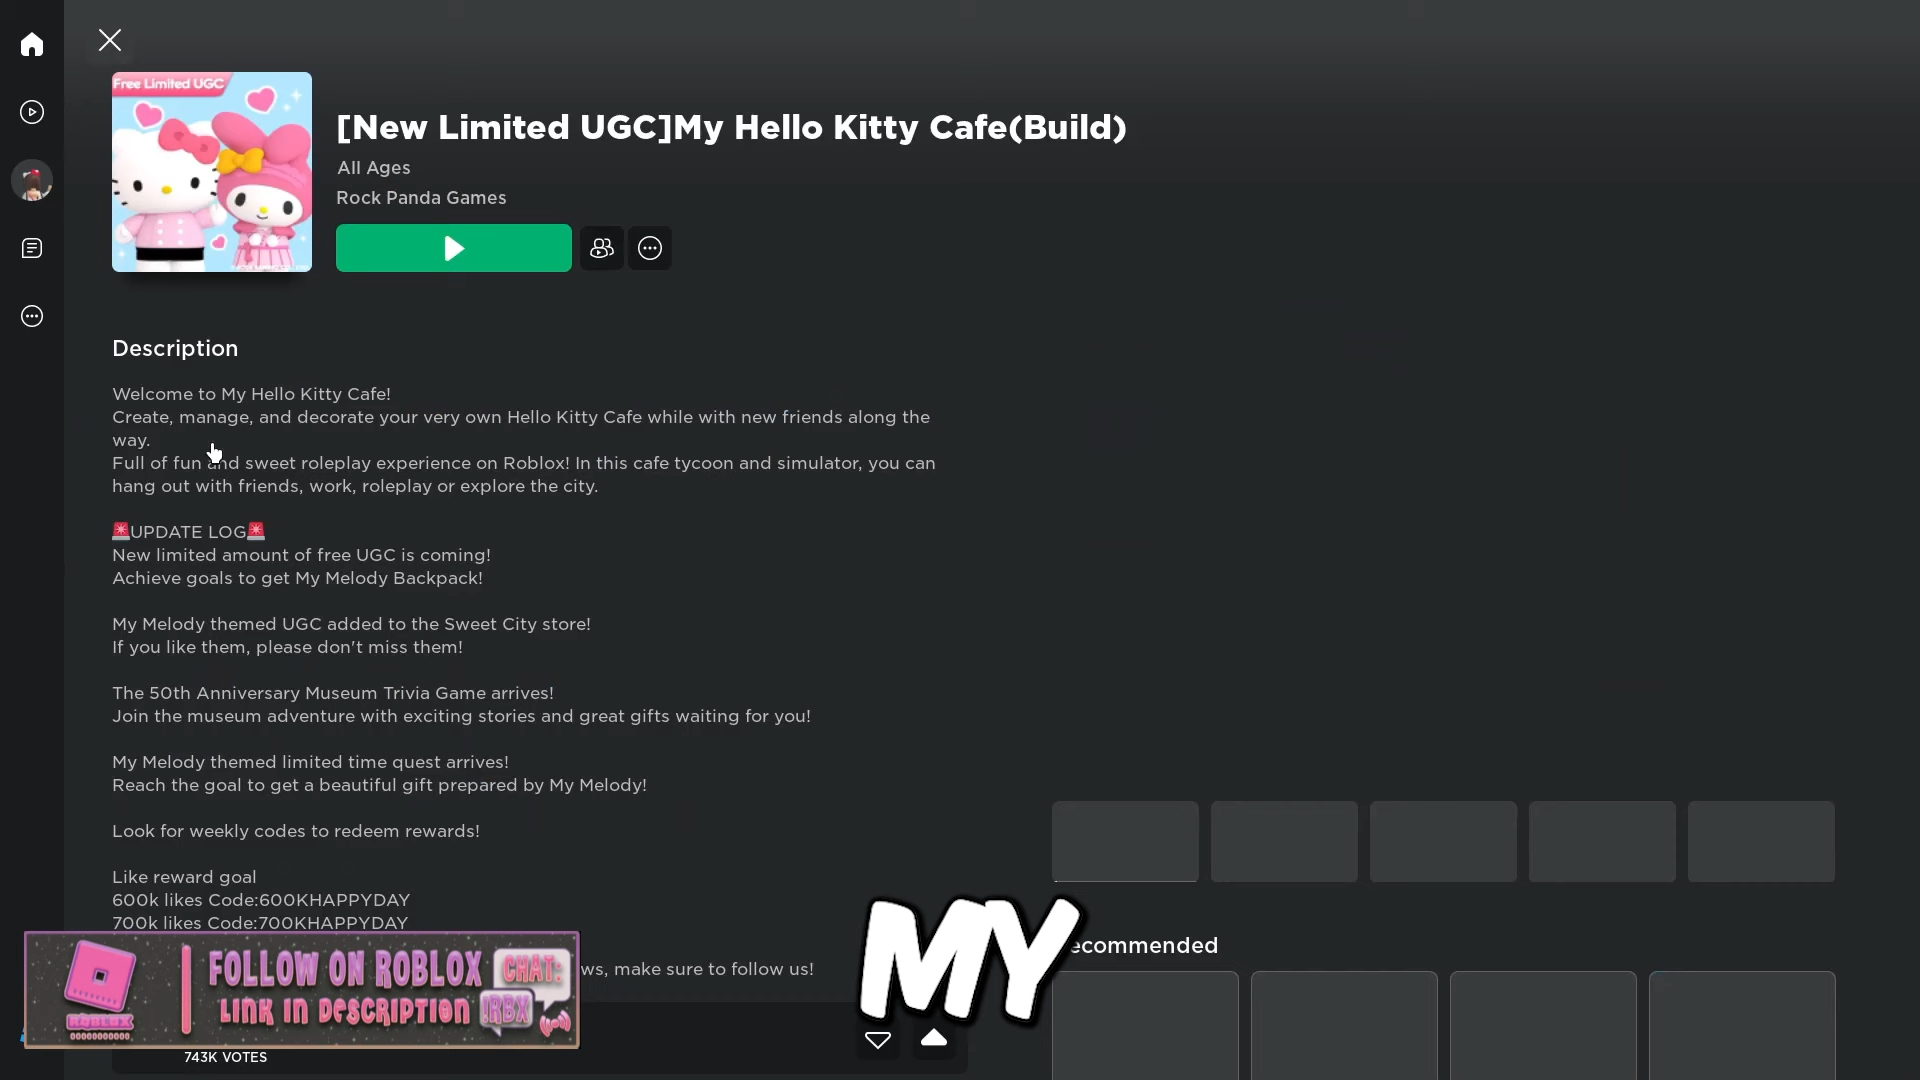 Free Limited UGC
[New Limited UGC]My Hello Kitty Cafe(Build)
All Ages
Rock Panda Games
Description
Welcome to My Hello Kitty Cafe!
Create, manage, and decorate your very own Hello Kitty Cafe while with new friends along the
way.
Full of fun and sweet roleplay experience on Roblox! In this cafe tycoon and simulator, you can
hang out with friends, work, roleplay or explore the city.
🚨UPDATE LOG🚨
New limited amount of free UGC is coming!
Achieve goals to get My Melody Backpack!
My Melody themed UGC added to the Sweet City store!
If you like them, please don't miss them!
The 50th Anniversary Museum Trivia Game arrives!
Join the museum adventure with exciting stories and great gifts waiting for you!
My Melody themed limited time quest arrives!
Reach the goal to get a beautiful gift prepared by My Melody!
Look for weekly codes to redeem rewards!
Like reward goal
600k likes Code:600KHAPPYDAY
700k likes Code:700KHAPPYDAY
ws, make sure to follow us!
FOLLOW ON ROBLOX
LINK IN DESCRIPTION
CHAT:
!RBX
ROBLOX
743K VOTES
MY
ecommended